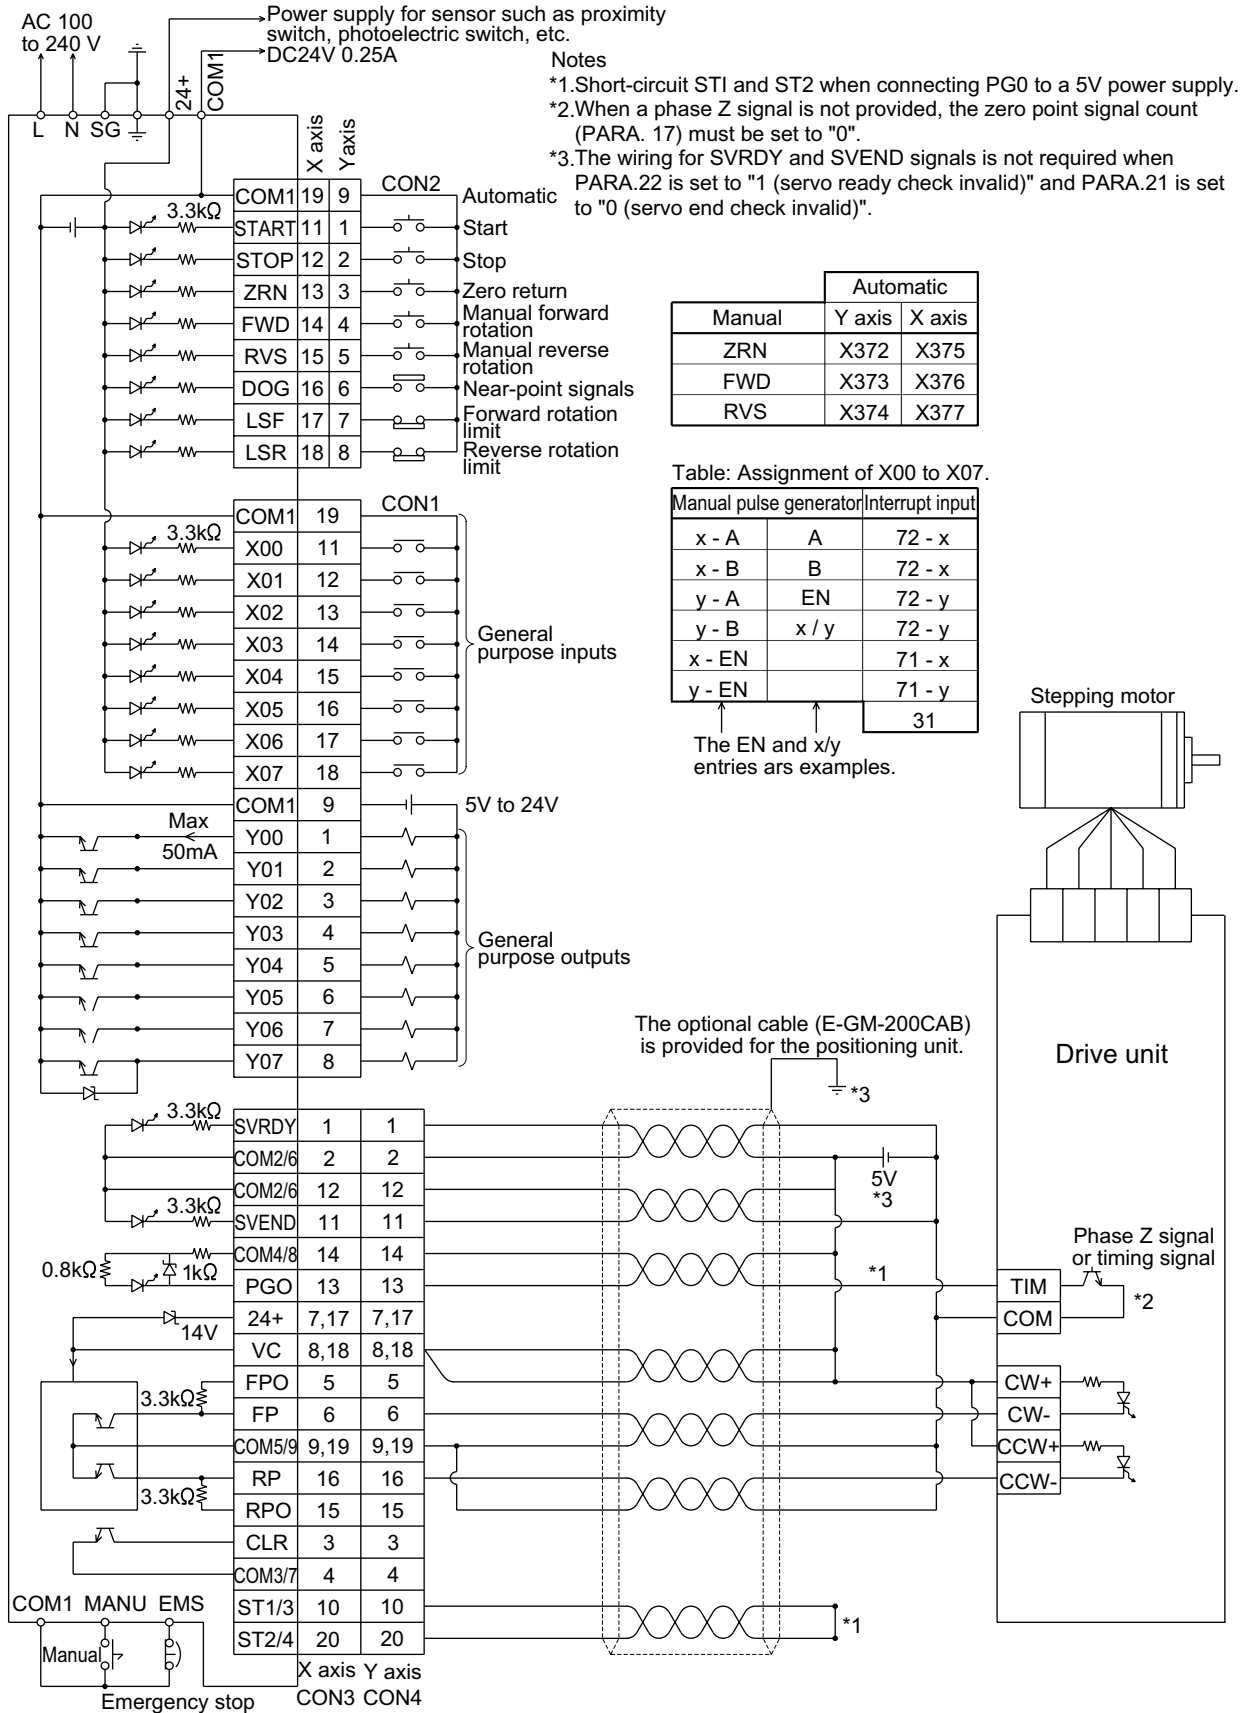 AC 100
to 240 V
Power supply for sensor such as proximity
switch, photoelectric switch, etc.
DC24V 0.25A
24+
COM1
L N SG
Notes
*1.Short-circuit STI and ST2 when connecting PG0 to a 5V power supply.
*2.When a phase Z signal is not provided, the zero point signal count
(PARA. 17) must be set to "0".
*3.The wiring for SVRDY and SVEND signals is not required when
PARA.22 is set to "1 (servo ready check invalid)" and PARA.21 is set
to "0 (servo end check invalid)".
X axis
Yaxis
CON2
COM1 19 9 Automatic
3.3kΩ
START 11 1 Start
STOP 12 2 Stop
ZRN 13 3 Zero return
FWD 14 4 Manual forward
rotation
RVS 15 5 Manual reverse
rotation
DOG 16 6 Near-point signals
LSF 17 7 Forward rotation
limit
LSR 18 8 Reverse rotation
limit
Automatic
Manual Y axis X axis
ZRN X372 X375
FWD X373 X376
RVS X374 X377
CON1
COM1 19
3.3kΩ
X00 11
X01 12
X02 13
X03 14
X04 15
X05 16
X06 17
X07 18
General
purpose inputs
Table: Assignment of X00 to X07.
Manual pulse generator Interrupt input
x - A A 72 - x
x - B B 72 - x
y - A EN 72 - y
y - B x / y 72 - y
x - EN 71 - x
y - EN 71 - y
31
The EN and x/y
entries ars examples.
COM1 9 5V to 24V
Max
50mA
Y00 1
Y01 2
Y02 3
Y03 4
Y04 5
Y05 6
Y06 7
Y07 8
General
purpose outputs
Stepping motor
Drive unit
The optional cable (E-GM-200CAB)
is provided for the positioning unit.
*3
3.3kΩ
SVRDY 1 1
COM2/6 2 2
5V
*3
COM2/6 12 12
3.3kΩ
SVEND 11 11
COM4/8 14 14
0.8kΩ
1kΩ
PGO 13 13
*1
Phase Z signal
or timing signal
TIM
*2
COM
24+ 7,17 7,17
14V
VC 8,18 8,18
FPO 5 5
CW+
3.3kΩ
FP 6 6
CW-
COM5/9 9,19 9,19
CCW+
RP 16 16
CCW-
3.3kΩ
RPO 15 15
CLR 3 3
COM3/7 4 4
ST1/3 10 10
*1
ST2/4 20 20
COM1 MANU EMS
Manual
Emergency stop
X axis Y axis
CON3 CON4